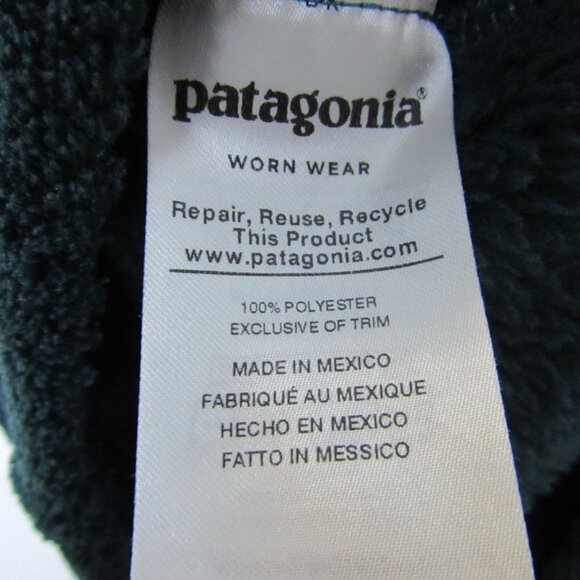 patagonia®
WORN WEAR
Repair, Reuse, Recycle
This Product
www.patagonia.com
100% POLYESTER
EXCLUSIVE OF TRIM
MADE IN MEXICO
FABRIQUÉ AU MEXIQUE
HECHO EN MEXICO
FATTO IN MESSICO